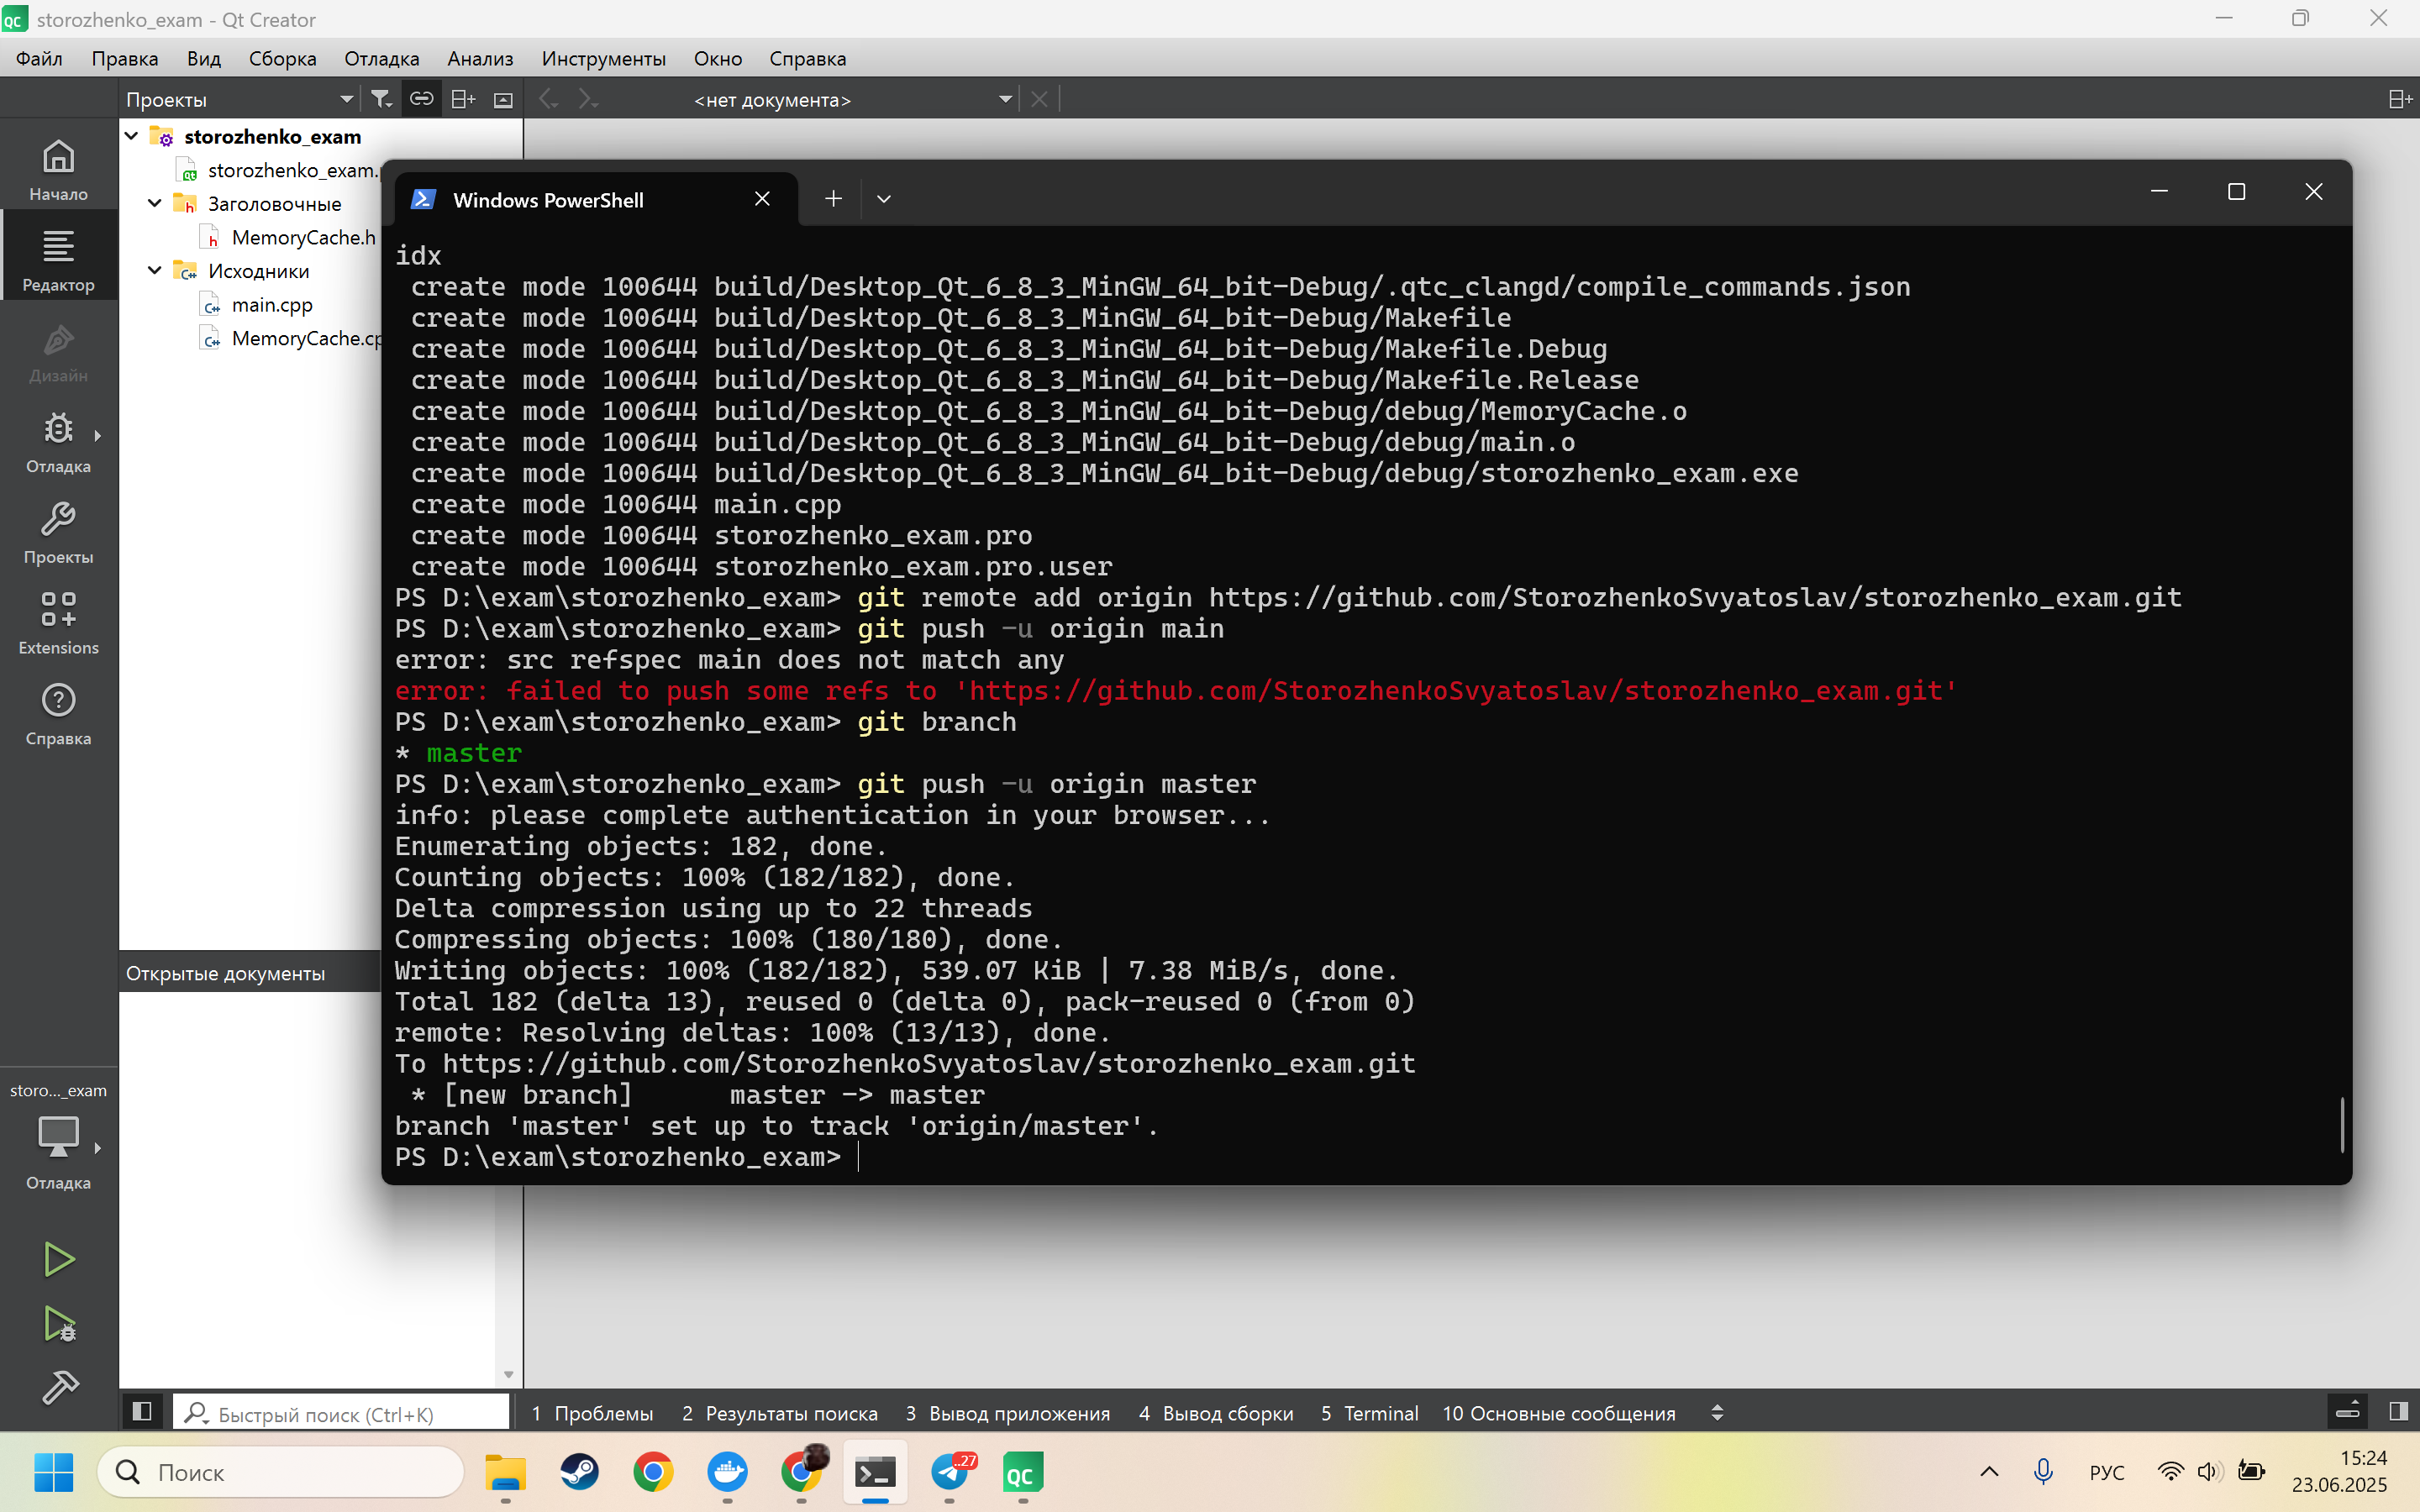 storozhenko_exam - Qt Creator
Файл Правка Вид Сборка Отладка Анализ Инструменты Окно Справка
Проекты
<нет документа>
Начало
Редактор
Дизайн
Отладка
Проекты
Extensions
Справка
storozhenko_exam
storozhenko_exam.
Заголовочные
MemoryCache.h
Исходники
main.cpp
MemoryCache.cp
Открытые документы
Windows PowerShell
idx
create mode 100644 build/Desktop_Qt_6_8_3_MinGW_64_bit-Debug/.qtc_clangd/compile_commands.json
create mode 100644 build/Desktop_Qt_6_8_3_MinGW_64_bit-Debug/Makefile
create mode 100644 build/Desktop_Qt_6_8_3_MinGW_64_bit-Debug/Makefile.Debug
create mode 100644 build/Desktop_Qt_6_8_3_MinGW_64_bit-Debug/Makefile.Release
create mode 100644 build/Desktop_Qt_6_8_3_MinGW_64_bit-Debug/debug/MemoryCache.o
create mode 100644 build/Desktop_Qt_6_8_3_MinGW_64_bit-Debug/debug/main.o
create mode 100644 build/Desktop_Qt_6_8_3_MinGW_64_bit-Debug/debug/storozhenko_exam.exe
create mode 100644 main.cpp
create mode 100644 storozhenko_exam.pro
create mode 100644 storozhenko_exam.pro.user
PS D:\exam\storozhenko_exam> git remote add origin https://github.com/StorozhenkoSvyatoslav/storozhenko_exam.git
PS D:\exam\storozhenko_exam> git push -u origin main
error: src refspec main does not match any
error: failed to push some refs to 'https://github.com/StorozhenkoSvyatoslav/storozhenko_exam.git'
PS D:\exam\storozhenko_exam> git branch
* master
PS D:\exam\storozhenko_exam> git push -u origin master
info: please complete authentication in your browser...
Enumerating objects: 182, done.
Counting objects: 100% (182/182), done.
Delta compression using up to 22 threads
Compressing objects: 100% (180/180), done.
Writing objects: 100% (182/182), 539.07 KiB | 7.38 MiB/s, done.
Total 182 (delta 13), reused 0 (delta 0), pack-reused 0 (from 0)
remote: Resolving deltas: 100% (13/13), done.
To https://github.com/StorozhenkoSvyatoslav/storozhenko_exam.git
* [new branch]      master -> master
branch 'master' set up to track 'origin/master'.
PS D:\exam\storozhenko_exam>
storo..._exam
Отладка
Быстрый поиск (Ctrl+K)
1 Проблемы 2 Результаты поиска 3 Вывод приложения 4 Вывод сборки 5 Terminal 10 Основные сообщения
Поиск
..27
QC
РУС
15:24
23.06.2025